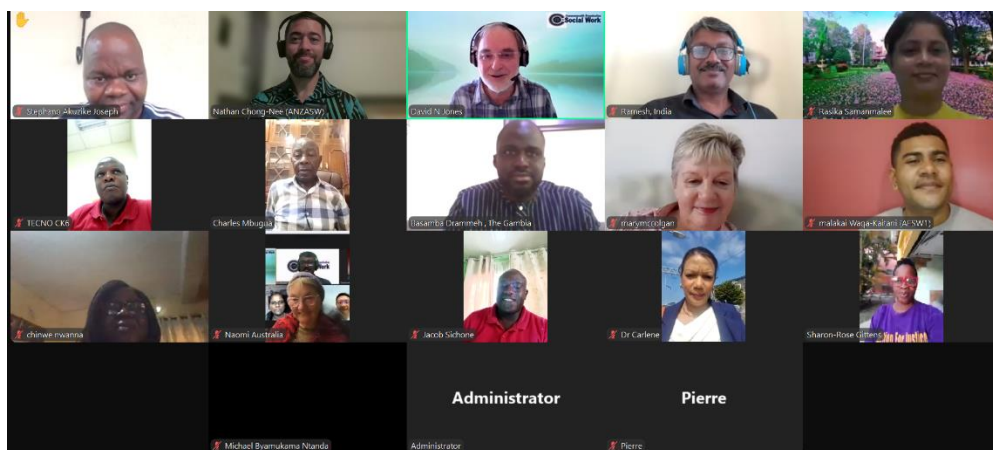 Social Work
Stephano Akuzike Joseph
Nathan Chong-Nee (ANZASW)
David N Jones
Ramesh, India
Rasika Samanmalee
TECNO CK6
Charles Mbugua
Basamba Drammeh , The Gambia
marymccolgan
malakai Waqa-Kaitani (AFSW1)
chinwe nwanna
Naomi Australia
Jacob Sichone
Dr Carlene
Sharon-Rose Gittens
Administrator
Pierre
Michael Byamukama Ntanda
Administrator
Pierre